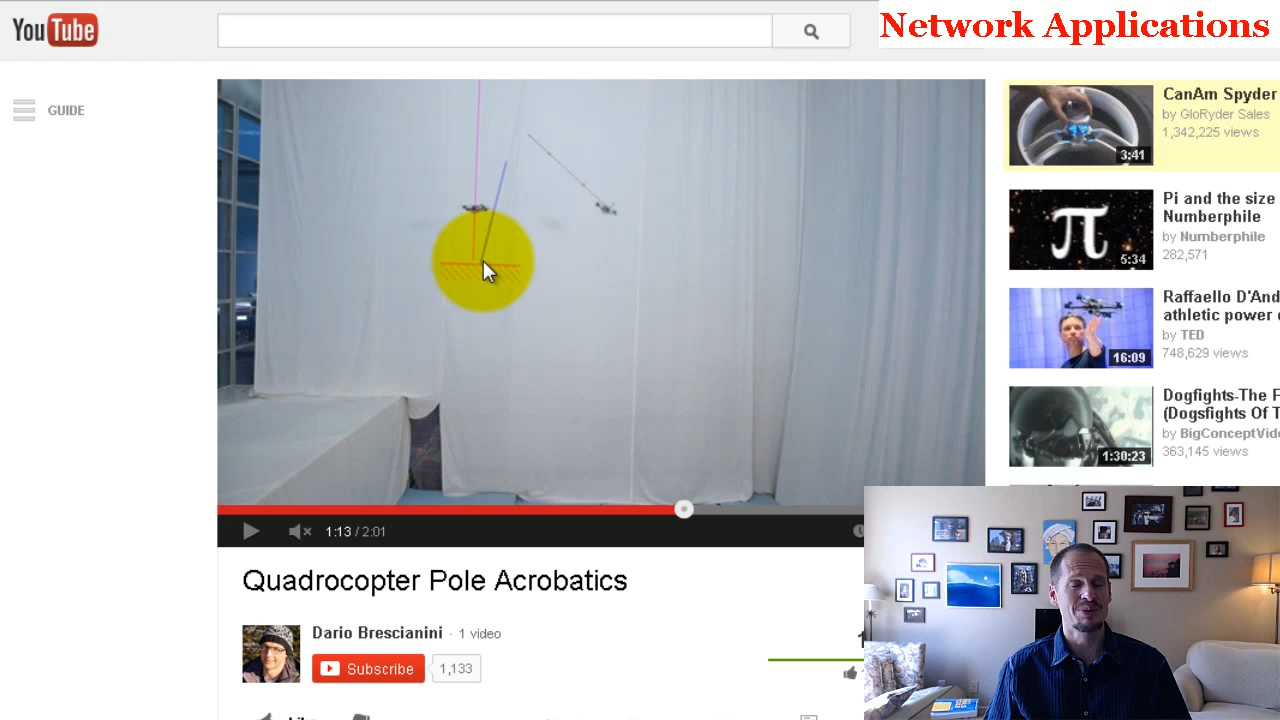 YouTube
Network Applications
GUIDE
CanAm Spyder
by GloRyder Sales
1,342,225 views
3:41
Pi and the size
Numberphile
by Numberphile
282,571
5:34
Raffaello D'And
athletic power
by TED
748,629 views
16:09
Dogfights-The F
(Dogsfights Of T
by BigConceptVide
363,145 views
1:30:23
1:13 / 2:01
Quadrocopter Pole Acrobatics
Dario Brescianini · 1 video
Subscribe 1,133